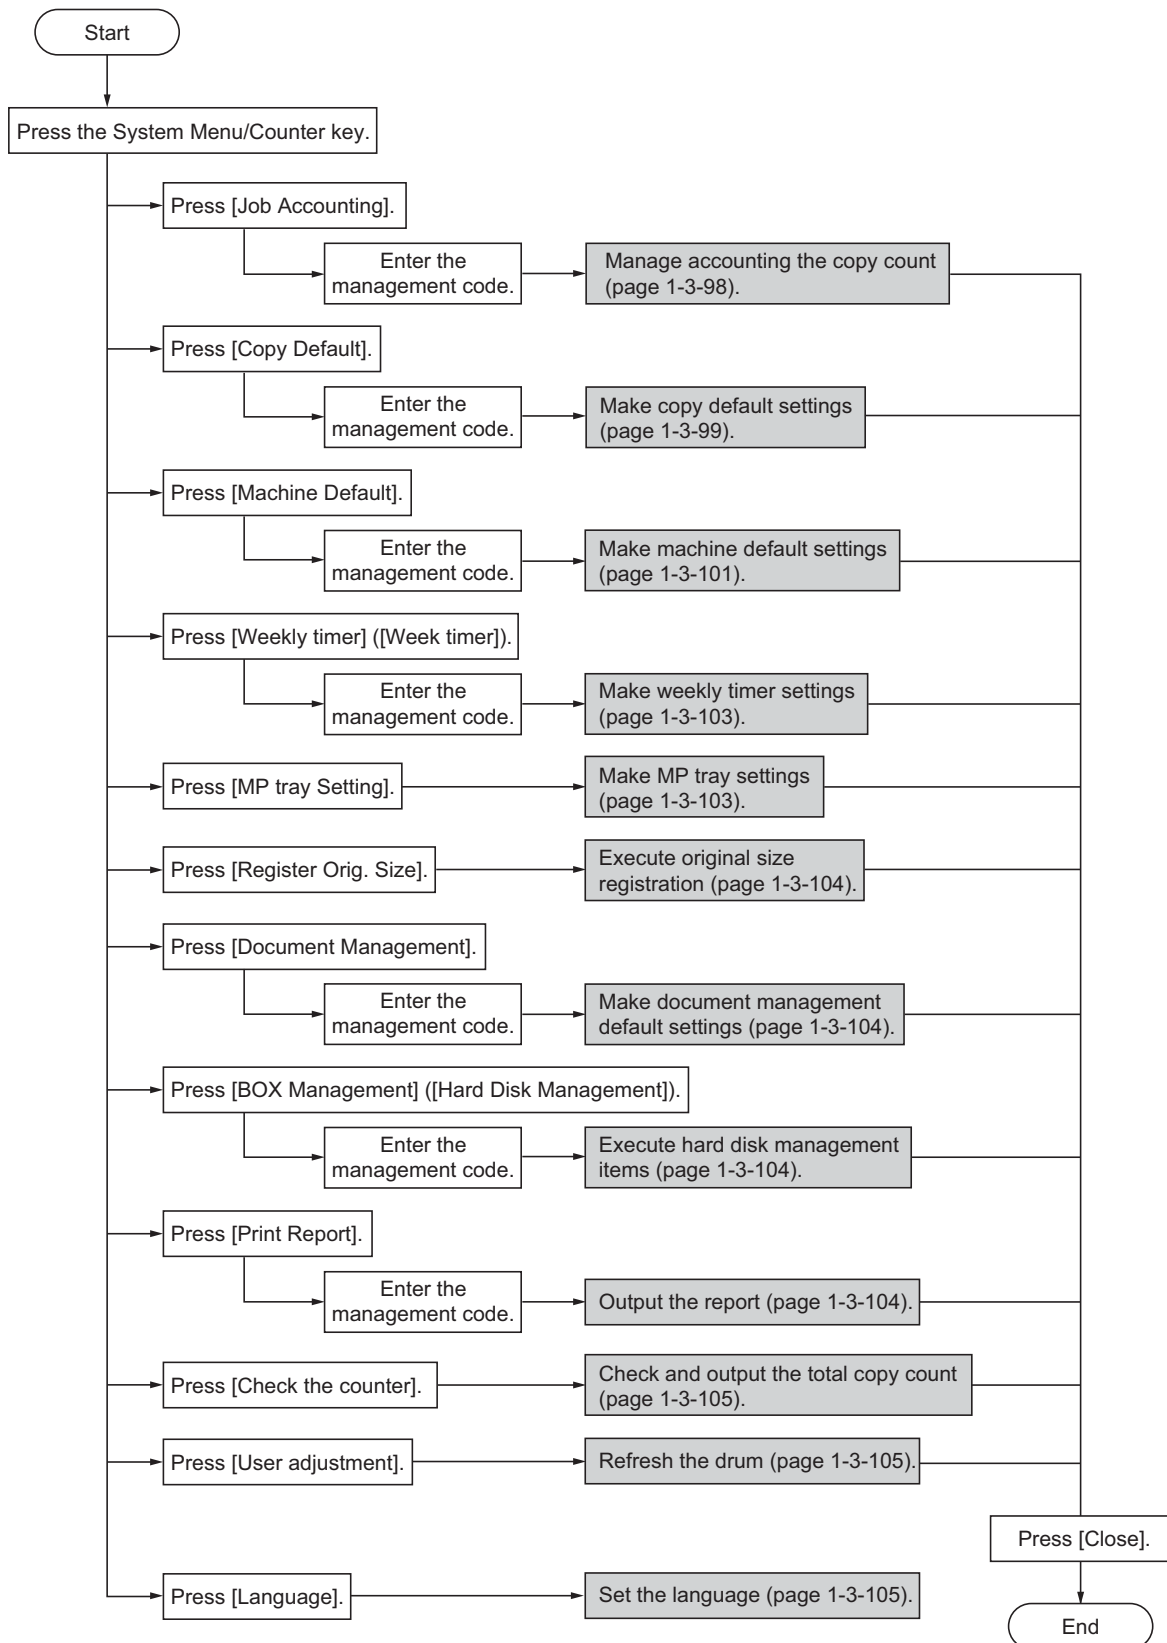 Start
Press the System Menu/Counter key.
Press [Job Accounting].
Enter the
management code.
Manage accounting the copy count
(page 1-3-98).
Press [Copy Default].
Enter the
management code.
Make copy default settings
(page 1-3-99).
Press [Machine Default].
Enter the
management code.
Make machine default settings
(page 1-3-101).
Press [Weekly timer] ([Week timer]).
Enter the
management code.
Make weekly timer settings
(page 1-3-103).
Press [MP tray Setting].
Make MP tray settings
(page 1-3-103).
Press [Register Orig. Size].
Execute original size
registration (page 1-3-104).
Press [Document Management].
Enter the
management code.
Make document management
default settings (page 1-3-104).
Press [BOX Management] ([Hard Disk Management]).
Enter the
management code.
Execute hard disk management
items (page 1-3-104).
Press [Print Report].
Enter the
management code.
Output the report (page 1-3-104).
Press [Check the counter].
Check and output the total copy count
(page 1-3-105).
Press [User adjustment].
Refresh the drum (page 1-3-105).
Press [Close].
Press [Language].
Set the language (page 1-3-105).
End